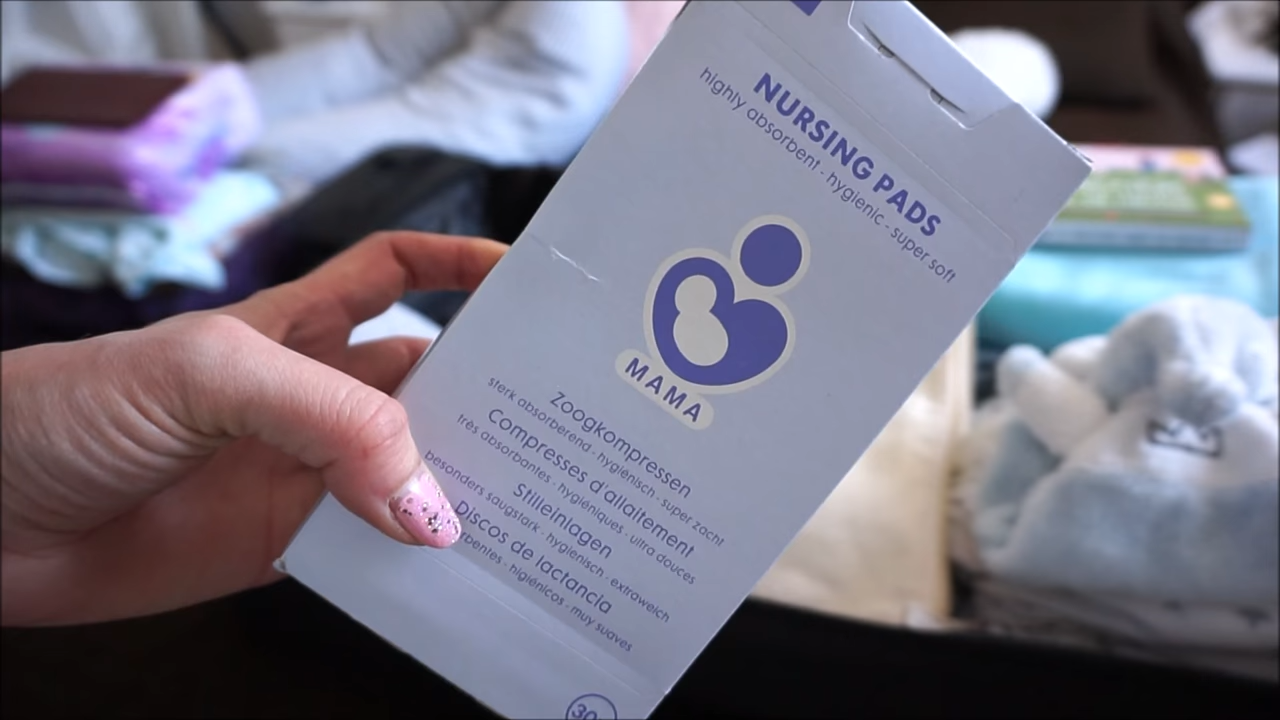 NURSING PADS
highly absorbent - hygienic - super soft
MAMA
Zoogkompressen
sterk absorberend - hygiënisch - super zacht
Compresses d'allaitement
très absorbantes - hygiéniques - ultra douces
Stilleinlagen
besonders saugstark - hygienisch - extraweich
Discos de lactancia
- higiénicos - muy suaves
30